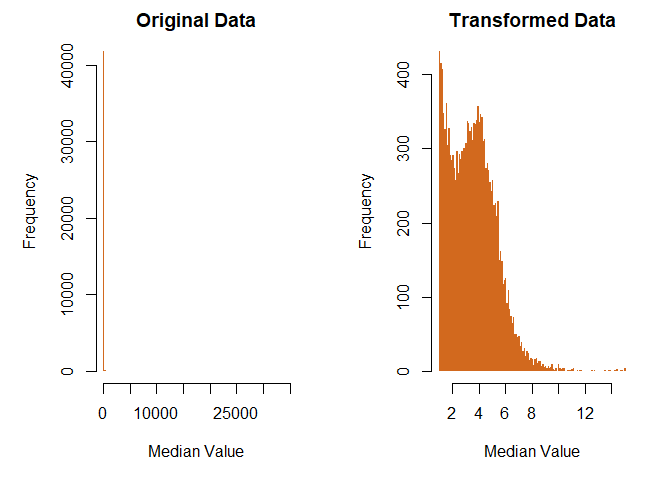 Original Data
Frequency
40000
30000
20000
10000
0
0 10000 25000
Median Value
Transformed Data
Frequency
400
300
200
100
0
2 4 6 8 12
Median Value